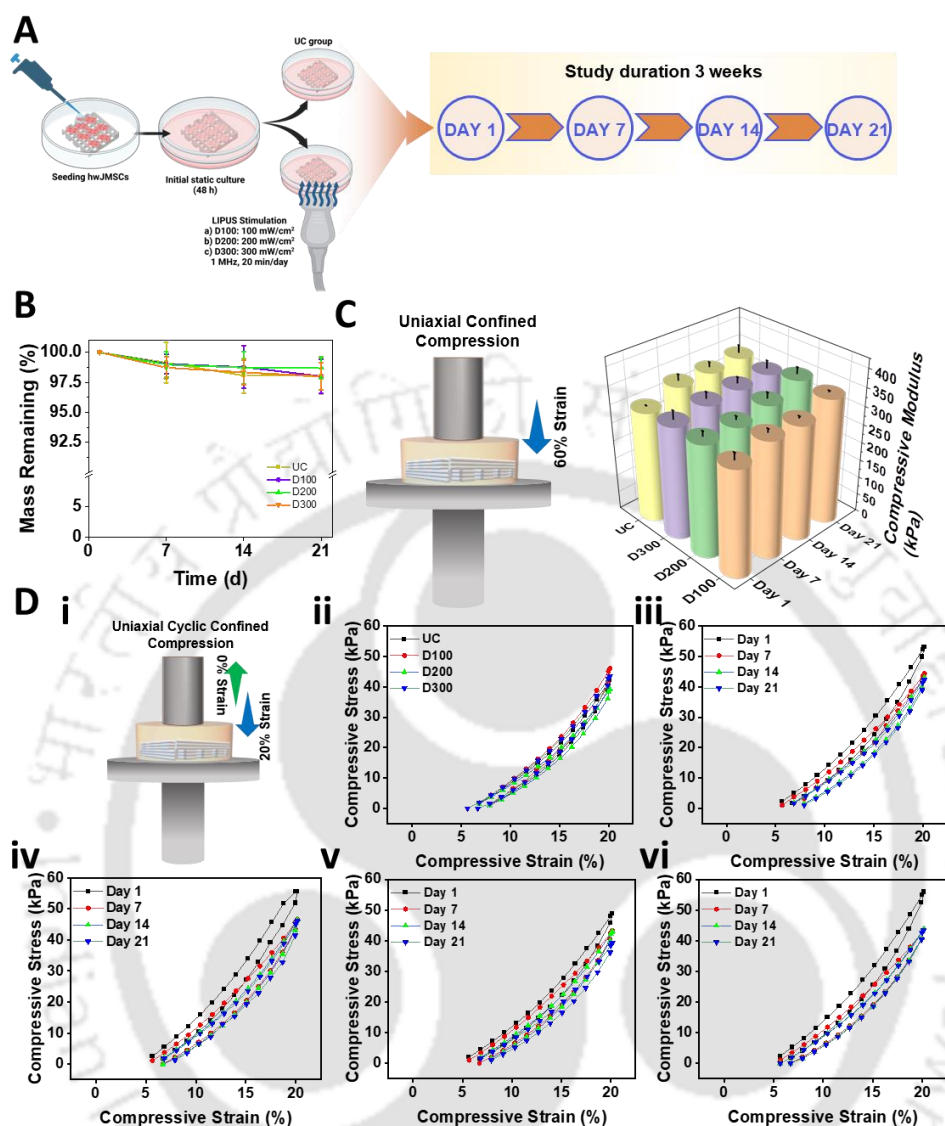 A
UC group
Seeding hwJMSCs
Initial static culture
(48 h)
LIPUS Stimulation
a) D100: 100 mW/cm²
b) D200: 200 mW/cm²
c) D300: 300 mW/cm²
1 MHz, 20 min/day
Study duration 3 weeks
DAY 1
DAY 7
DAY 14
DAY 21
B
Mass Remaining (%)
100.0
97.5
95.0
92.5
5
0
0
7
14
21
Time (d)
UC
D100
D200
D300
C
Uniaxial Confined
Compression
60% Strain
400
350
300
250
200
150
100
50
0
Compressive Modulus
(kPa)
UC
D300
D200
D100
Day 1
Day 7
Day 14
Day 21
D
i
Uniaxial Cyclic Confined
Compression
0% Strain
20% Strain
ii
Compressive Stress (kPa)
60
50
40
30
20
10
0
UC
D100
D200
D300
0 5 10 15 20
Compressive Strain (%)
iii
Compressive Stress (kPa)
60
50
40
30
20
10
0
Day 1
Day 7
Day 14
Day 21
0 5 10 15 20
Compressive Strain (%)
iv
Compressive Stress (kPa)
60
50
40
30
20
10
0
Day 1
Day 7
Day 14
Day 21
0 5 10 15 20
Compressive Strain (%)
v
Compressive Stress (kPa)
60
50
40
30
20
10
0
Day 1
Day 7
Day 14
Day 21
0 5 10 15 20
Compressive Strain (%)
vi
Compressive Stress (kPa)
60
50
40
30
20
10
0
Day 1
Day 7
Day 14
Day 21
0 5 10 15 20
Compressive Strain (%)